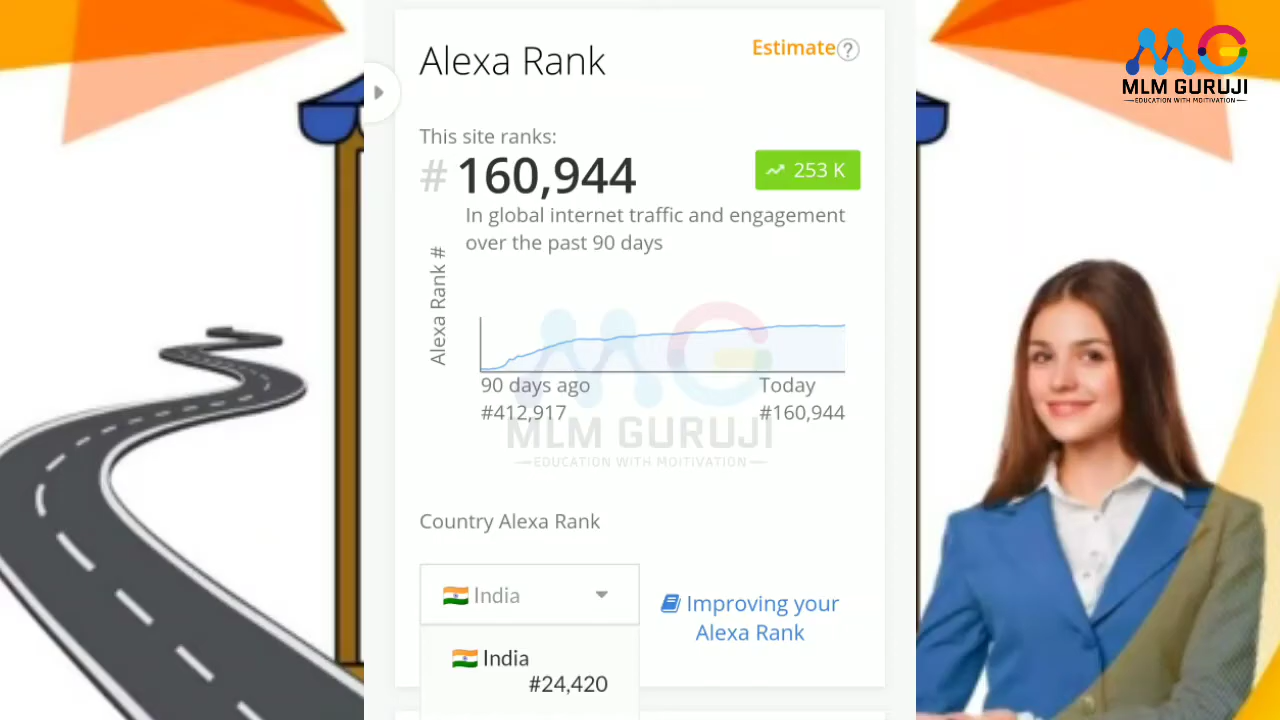 Alexa Rank
Estimate ?
This site ranks:
# 160,944
253 K
In global internet traffic and engagement
over the past 90 days
Alexa Rank #
90 days ago
#412,917
Today
#160,944
Country Alexa Rank
India
India
#24,420
Improving your
Alexa Rank
MG
MLM GURUJI
EDUCATION WITH MOITIVATION
MG
MLM GURUJI
EDUCATION WITH MOITIVATION